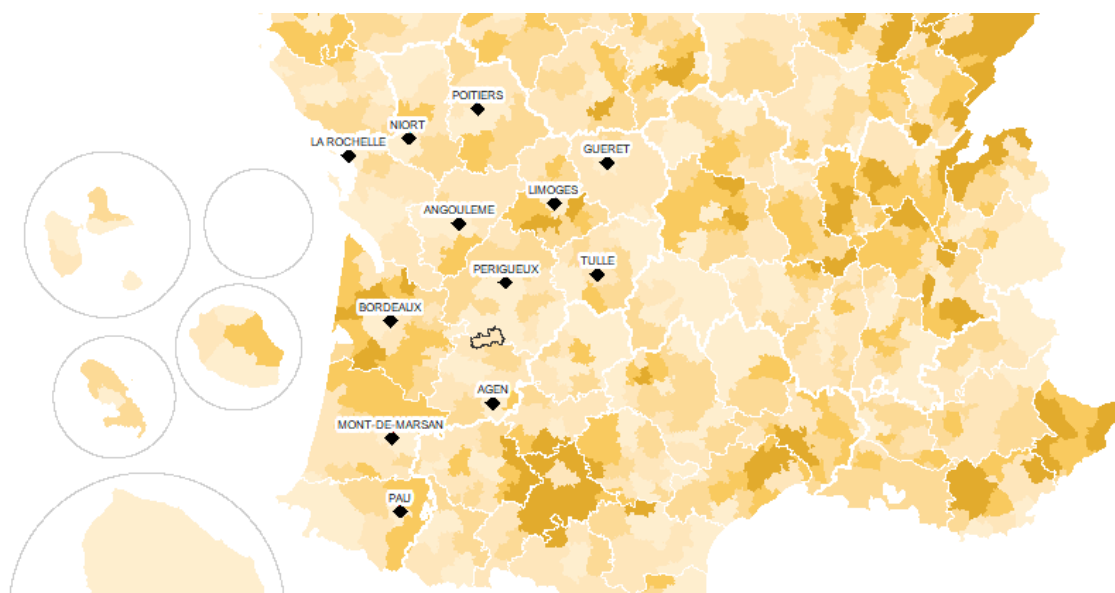 POITIERS
NIORT
LA ROCHELLE
GUERET
LIMOGES
ANGOULEME
PERIGUEUX
TULLE
BORDEAUX
AGEN
MONT-DE-MARSAN
PAU